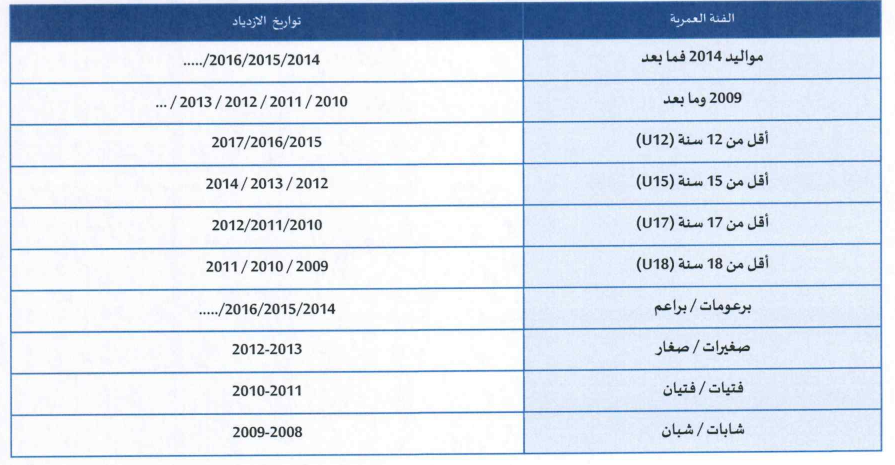 الفئة العمرية	تواريخ الازدياد
مواليد 2014 فما بعد	2016/2015/2014/.....
2009 وما بعد	2010 / 2011 / 2012 / 2013 / ...
أقل من 12 سنة (U12)	2017/2016/2015
أقل من 15 سنة (U15)	2014 / 2013 / 2012
أقل من 17 سنة (U17)	2012/2011/2010
أقل من 18 سنة (U18)	2011 / 2010 / 2009
برعومات / براعم	2016/2015/2014/.....
صغيرات / صغار	2012-2013
فتيات / فتيان	2010-2011
شابات / شبان	2009-2008